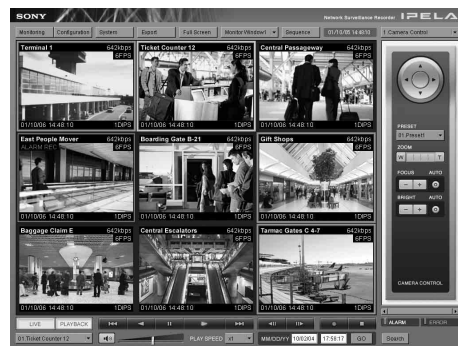 SONY
Network Surveillance Recorder IPELA
Monitoring Configuration System Export Full Screen Monitor Window1 Sequence 01/10/06 14:48:10 1 Camera Control
Terminal 1 642kbps
6FPS
01/10/06 14:48:10 1DIPS
Ticket Counter 12 642kbps
6FPS
01/10/06 14:48:10 1DIPS
Central Passageway 642kbps
6FPS
01/10/06 14:48:10 1DIPS
East People Mover 642kbps
ALARM REC 6FPS
01/10/06 14:48:10 1DIPS
Boarding Gate B-21 642kbps
6FPS
01/10/06 14:48:10 1DIPS
Gift Shops 642kbps
6FPS
01/10/06 14:48:10 1DIPS
Baggage Claim E 642kbps
6FPS
01/10/06 14:48:10 1DIPS
Central Escalators 642kbps
6FPS
01/10/06 14:48:10 1DIPS
Tarmac Gates C 4-7 642kbps
6FPS
01/10/06 14:48:10 1DIPS
PRESET
01.Preset1
ZOOM
W T
FOCUS AUTO
- +
BRIGHT AUTO
- +
CAMERA CONTROL
ALARM ERROR
LIVE PLAYBACK
01 Ticket Counter 12 PLAY SPEED x1 MM/DD/YY 10/02/04 17:58:17 GO Search